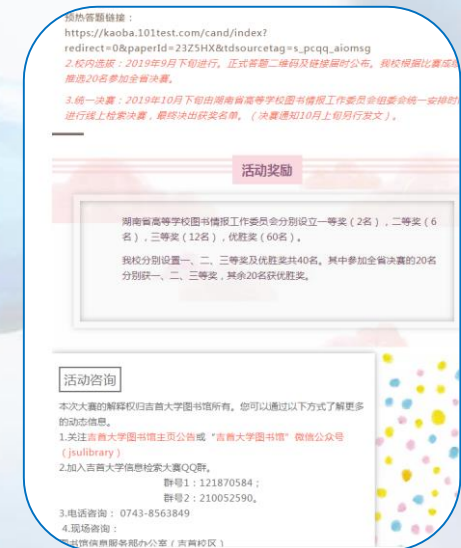 预热答题链接：
https://kaoba.101test.com/cand/index?
redirect=0&paperId=23Z5HX&tdsourcetag=s_pcqq_aiomsg
2.校内选拔：2019年9月下旬进行。正式答题二维码及链接届时公布。我校根据比赛成
推选20名参加全省决赛。
3.统一决赛：2019年10月下旬由湖南省高等学校图书情报工作委员会组委会统一安排时
进行线上检索决赛，最终决出获奖名单。（决赛通知10月上旬另行发文）。
活动奖励
湖南省高等学校图书情报工作委员会分别设立一等奖（2名），二等奖（6
名），三等奖（12名），优胜奖（60名）。
我校分别设置一、二、三等奖及优胜奖共40名。其中参加全省决赛的20名
分别获一、二、三等奖，其余20名获优胜奖。
活动咨询
本次大赛的解释权归吉首大学图书馆所有。您可以通过以下方式了解更多
的动态信息。
1.关注吉首大学图书馆主页公告或“吉首大学图书馆”微信公众号
（jsulibrary）
2.加入吉首大学信息检索大赛QQ群。
群号1：121870584；
群号2：210052590。
3.电话咨询： 0743-8563849
4.现场咨询：
图书馆信息服务部办公室（吉首校区）